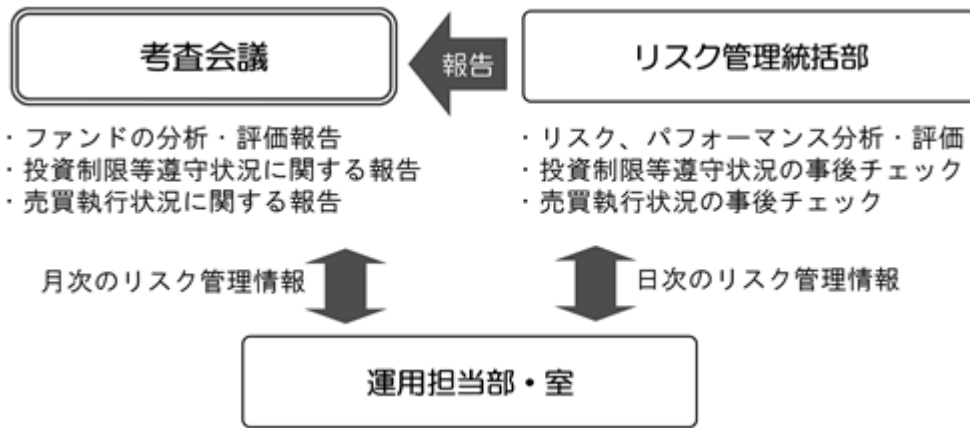 考査会議
報告
リスク管理統括部
・ファンドの分析・評価報告
・投資制限等遵守状況に関する報告
・売買執行状況に関する報告
・リスク、パフォーマンス分析・評価
・投資制限等遵守状況の事後チェック
・売買執行状況の事後チェック
月次のリスク管理情報
日次のリスク管理情報
運用担当部・室